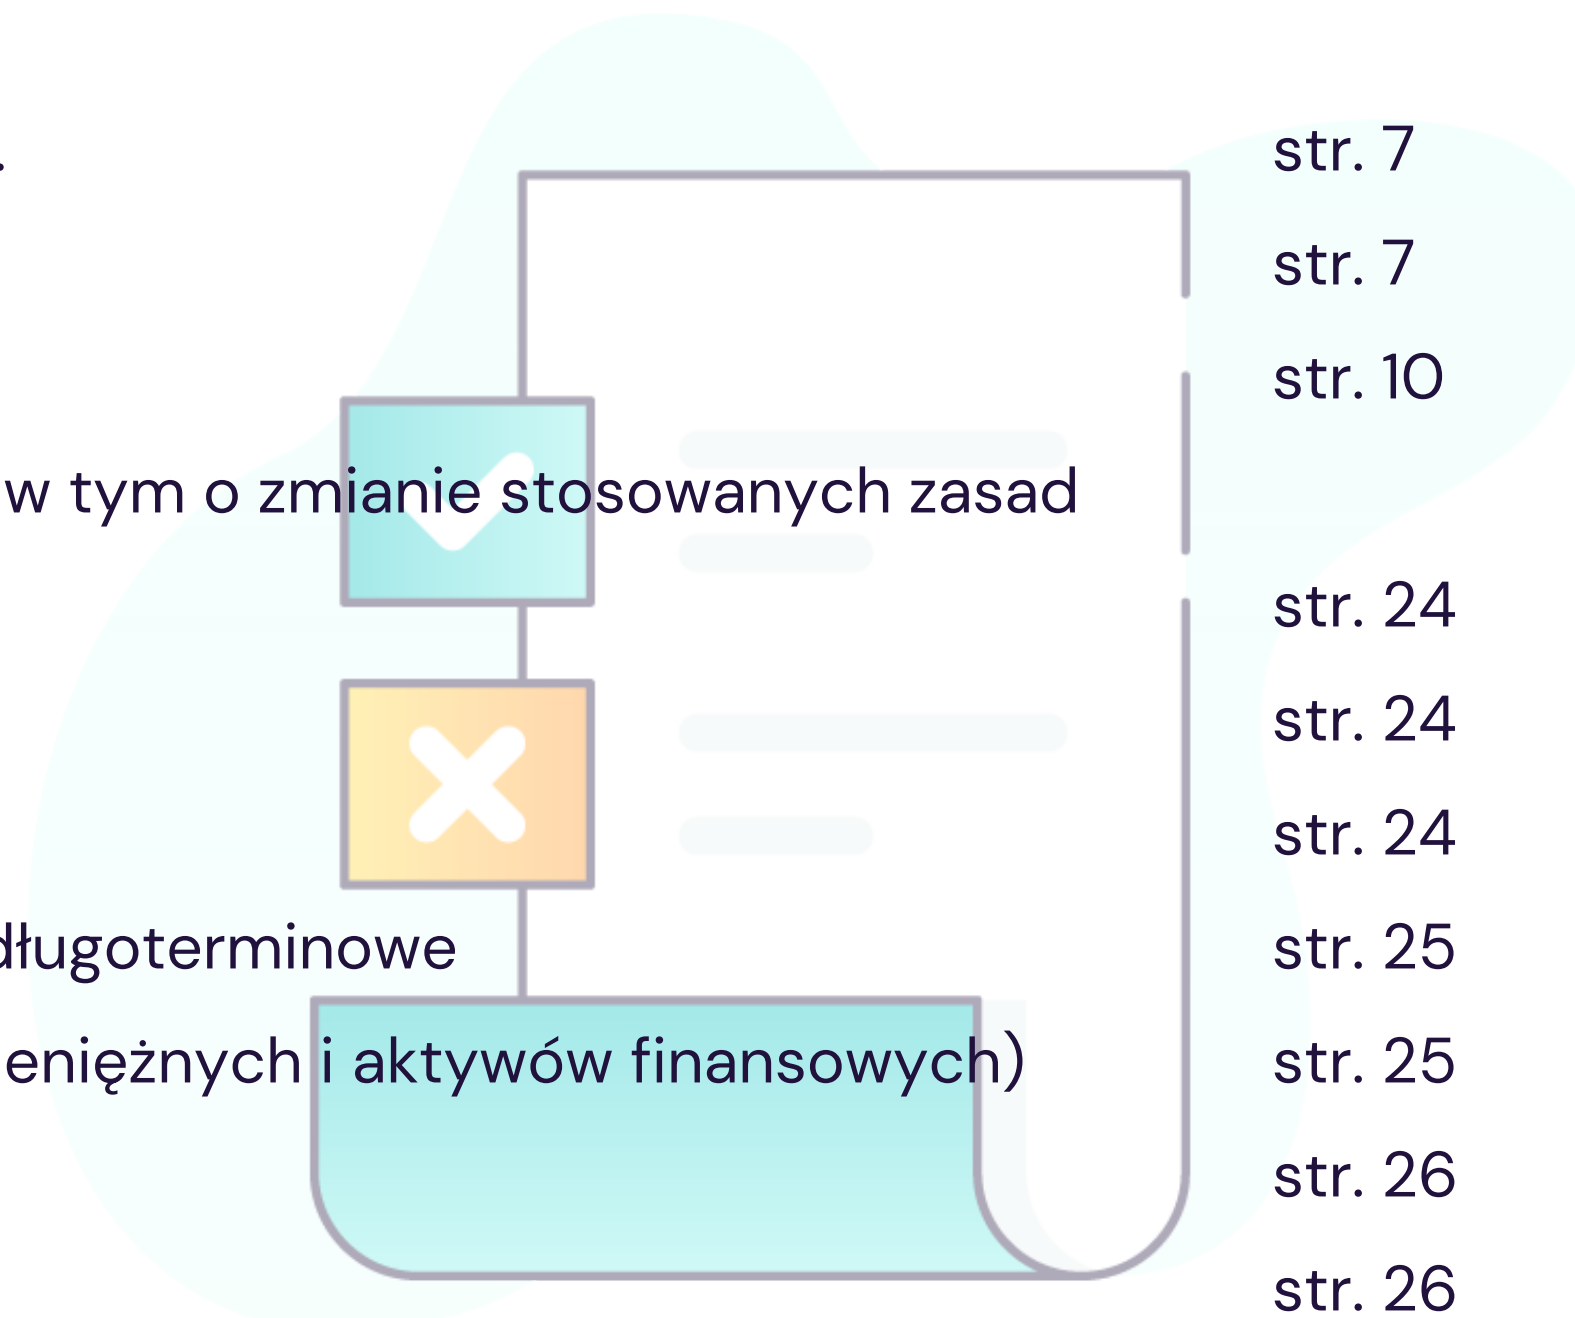 . str. 7
str. 7
str. 10
w tym o zmianie stosowanych zasad
str. 24
str. 24
str. 24
długoterminowe str. 25
eniężnych i aktywów finansowych) str. 25
str. 26
str. 26